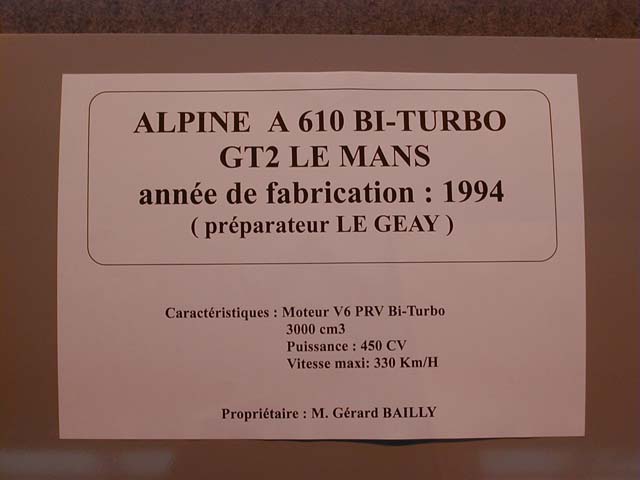 ALPINE A 610 BI-TURBO
GT2 LE MANS
année de fabrication : 1994
( préparateur LE GEAY )
Caractéristiques : Moteur V6 PRV Bi-Turbo
3000 cm3
Puissance : 450 CV
Vitesse maxi: 330 Km/H
Propriétaire : M. Gérard BAILLY